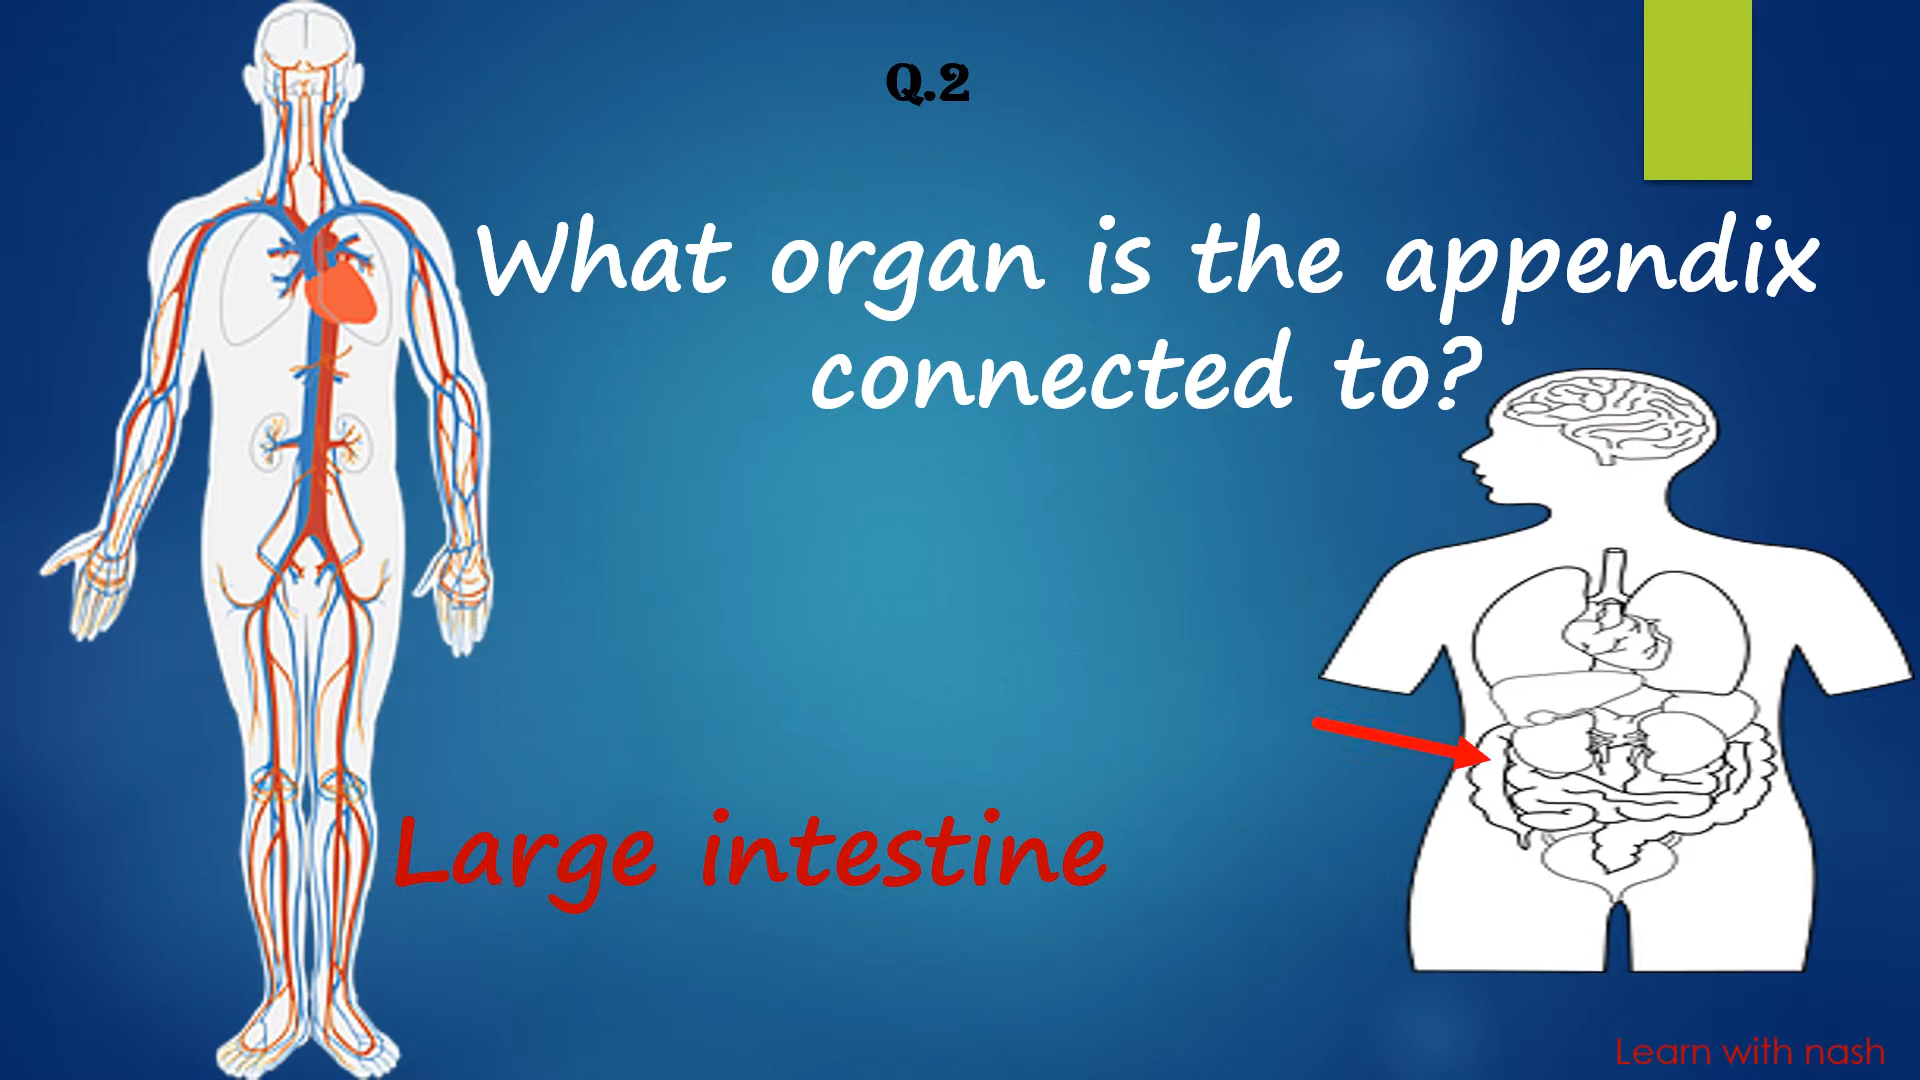 Q.2
What organ is the appendix
connected to?
Large intestine
Learn with nash